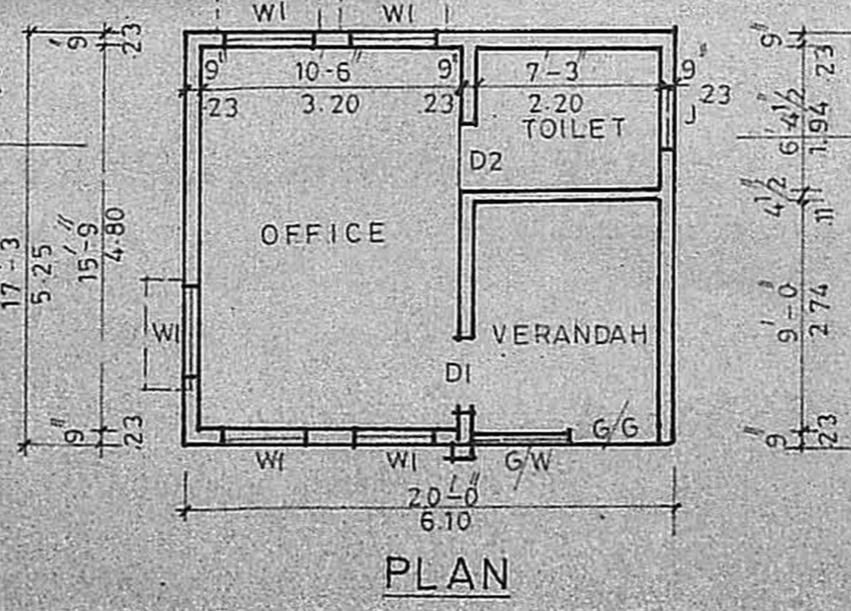 W1 W1
9" 10-6" 9" 7'-3" 9"
.23 3.20 .23 2.20 .23
TOILET J
D2
OFFICE
W1 VERANDAH
D1
G/G
W1 W1 G/W
20'-0"
6.10
PLAN
17'-3
5.25
9" .23
15'-9"
4.80
9" .23
9" .23
6'4½"
1.94
4½" .11
9'-0"
2.74
9" .23